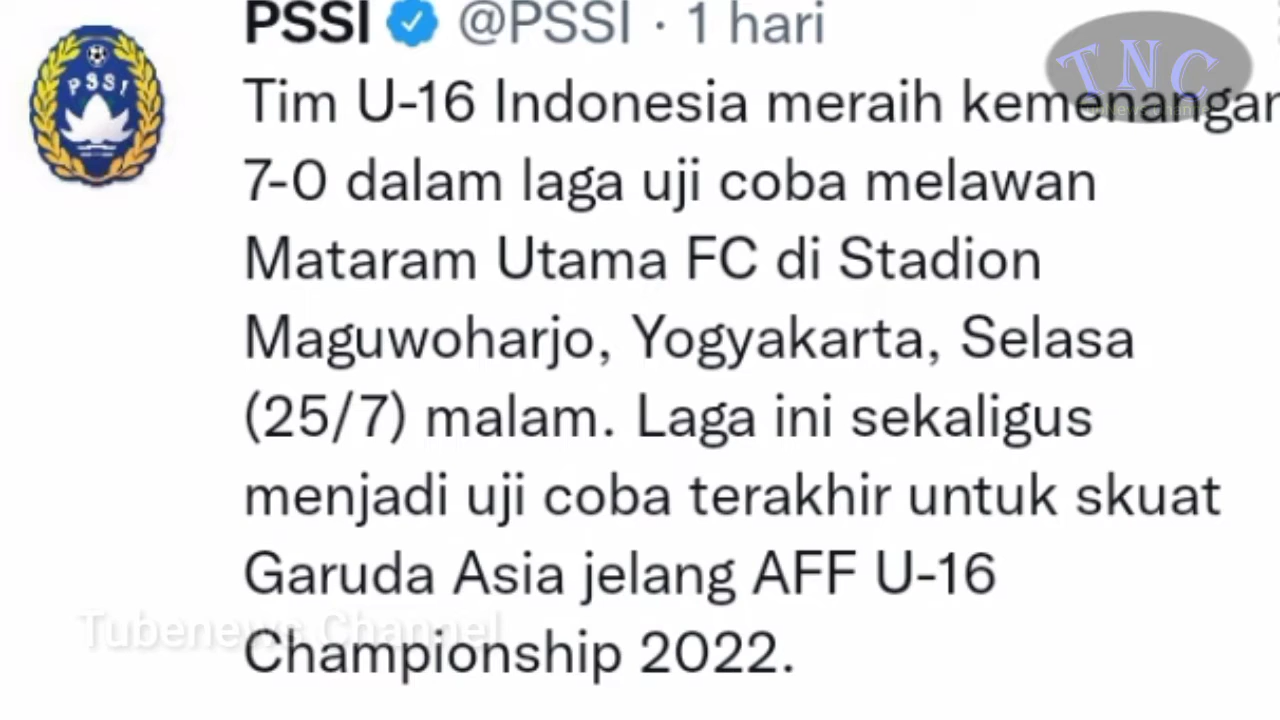 PSSI @PSSI · 1 hari
TNC
PSSI
Tim U-16 Indonesia meraih kemenangan
7-0 dalam laga uji coba melawan
Mataram Utama FC di Stadion
Maguwoharjo, Yogyakarta, Selasa
(25/7) malam. Laga ini sekaligus
menjadi uji coba terakhir untuk skuat
Garuda Asia jelang AFF U-16
Tubenews Channel
Championship 2022.